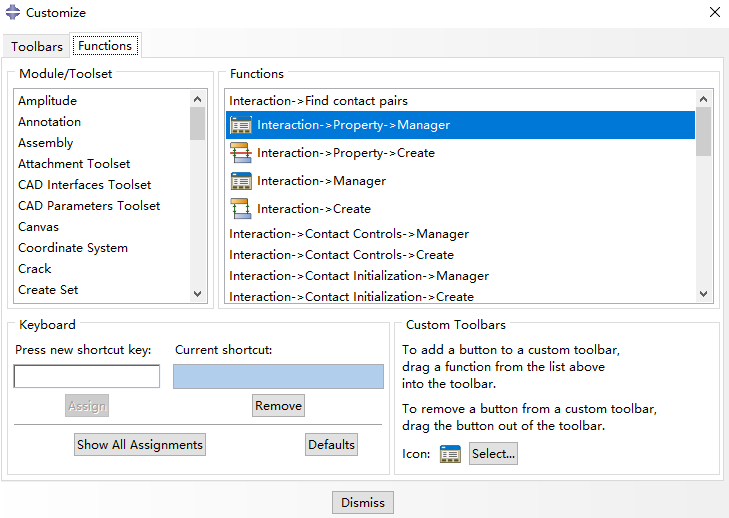 Customize
Toolbars
Functions
Module/Toolset
Amplitude
Annotation
Assembly
Attachment Toolset
CAD Interfaces Toolset
CAD Parameters Toolset
Canvas
Coordinate System
Crack
Create Set
Functions
Interaction->Find contact pairs
Interaction->Property->Manager
Interaction->Property->Create
Interaction->Manager
Interaction->Create
Interaction->Contact Controls->Manager
Interaction->Contact Controls->Create
Interaction->Contact Initialization->Manager
Interaction->Contact Initialization->Create
Keyboard
Press new shortcut key:
Current shortcut:
Assign
Remove
Show All Assignments
Defaults
Custom Toolbars
To add a button to a custom toolbar,
drag a function from the list above
into the toolbar.
To remove a button from a custom toolbar,
drag the button out of the toolbar.
Icon:
Select...
Dismiss